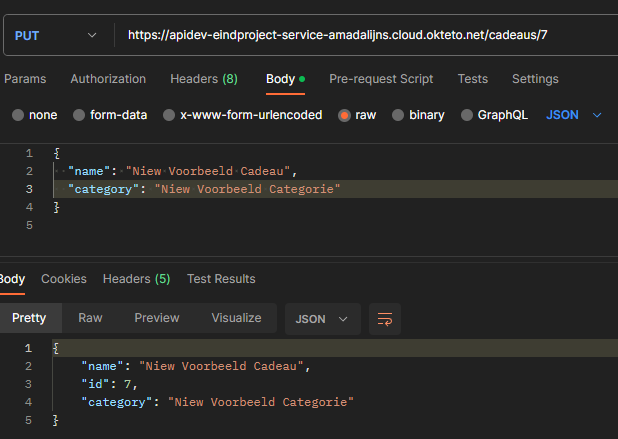 PUT https://apidev-eindproject-service-amadalijns.cloud.okteto.net/cadeaus/7
Params Authorization Headers (8) Body Pre-request Script Tests Settings
none form-data x-www-form-urlencoded raw binary GraphQL JSON
1 {
2 "name": "Niew Voorbeeld Cadeau",
3 "category": "Niew Voorbeeld Categorie"
4 }
5
Body Cookies Headers (5) Test Results
Pretty Raw Preview Visualize JSON
1 {
2 "name": "Niew Voorbeeld Cadeau",
3 "id": 7,
4 "category": "Niew Voorbeeld Categorie"
5 }